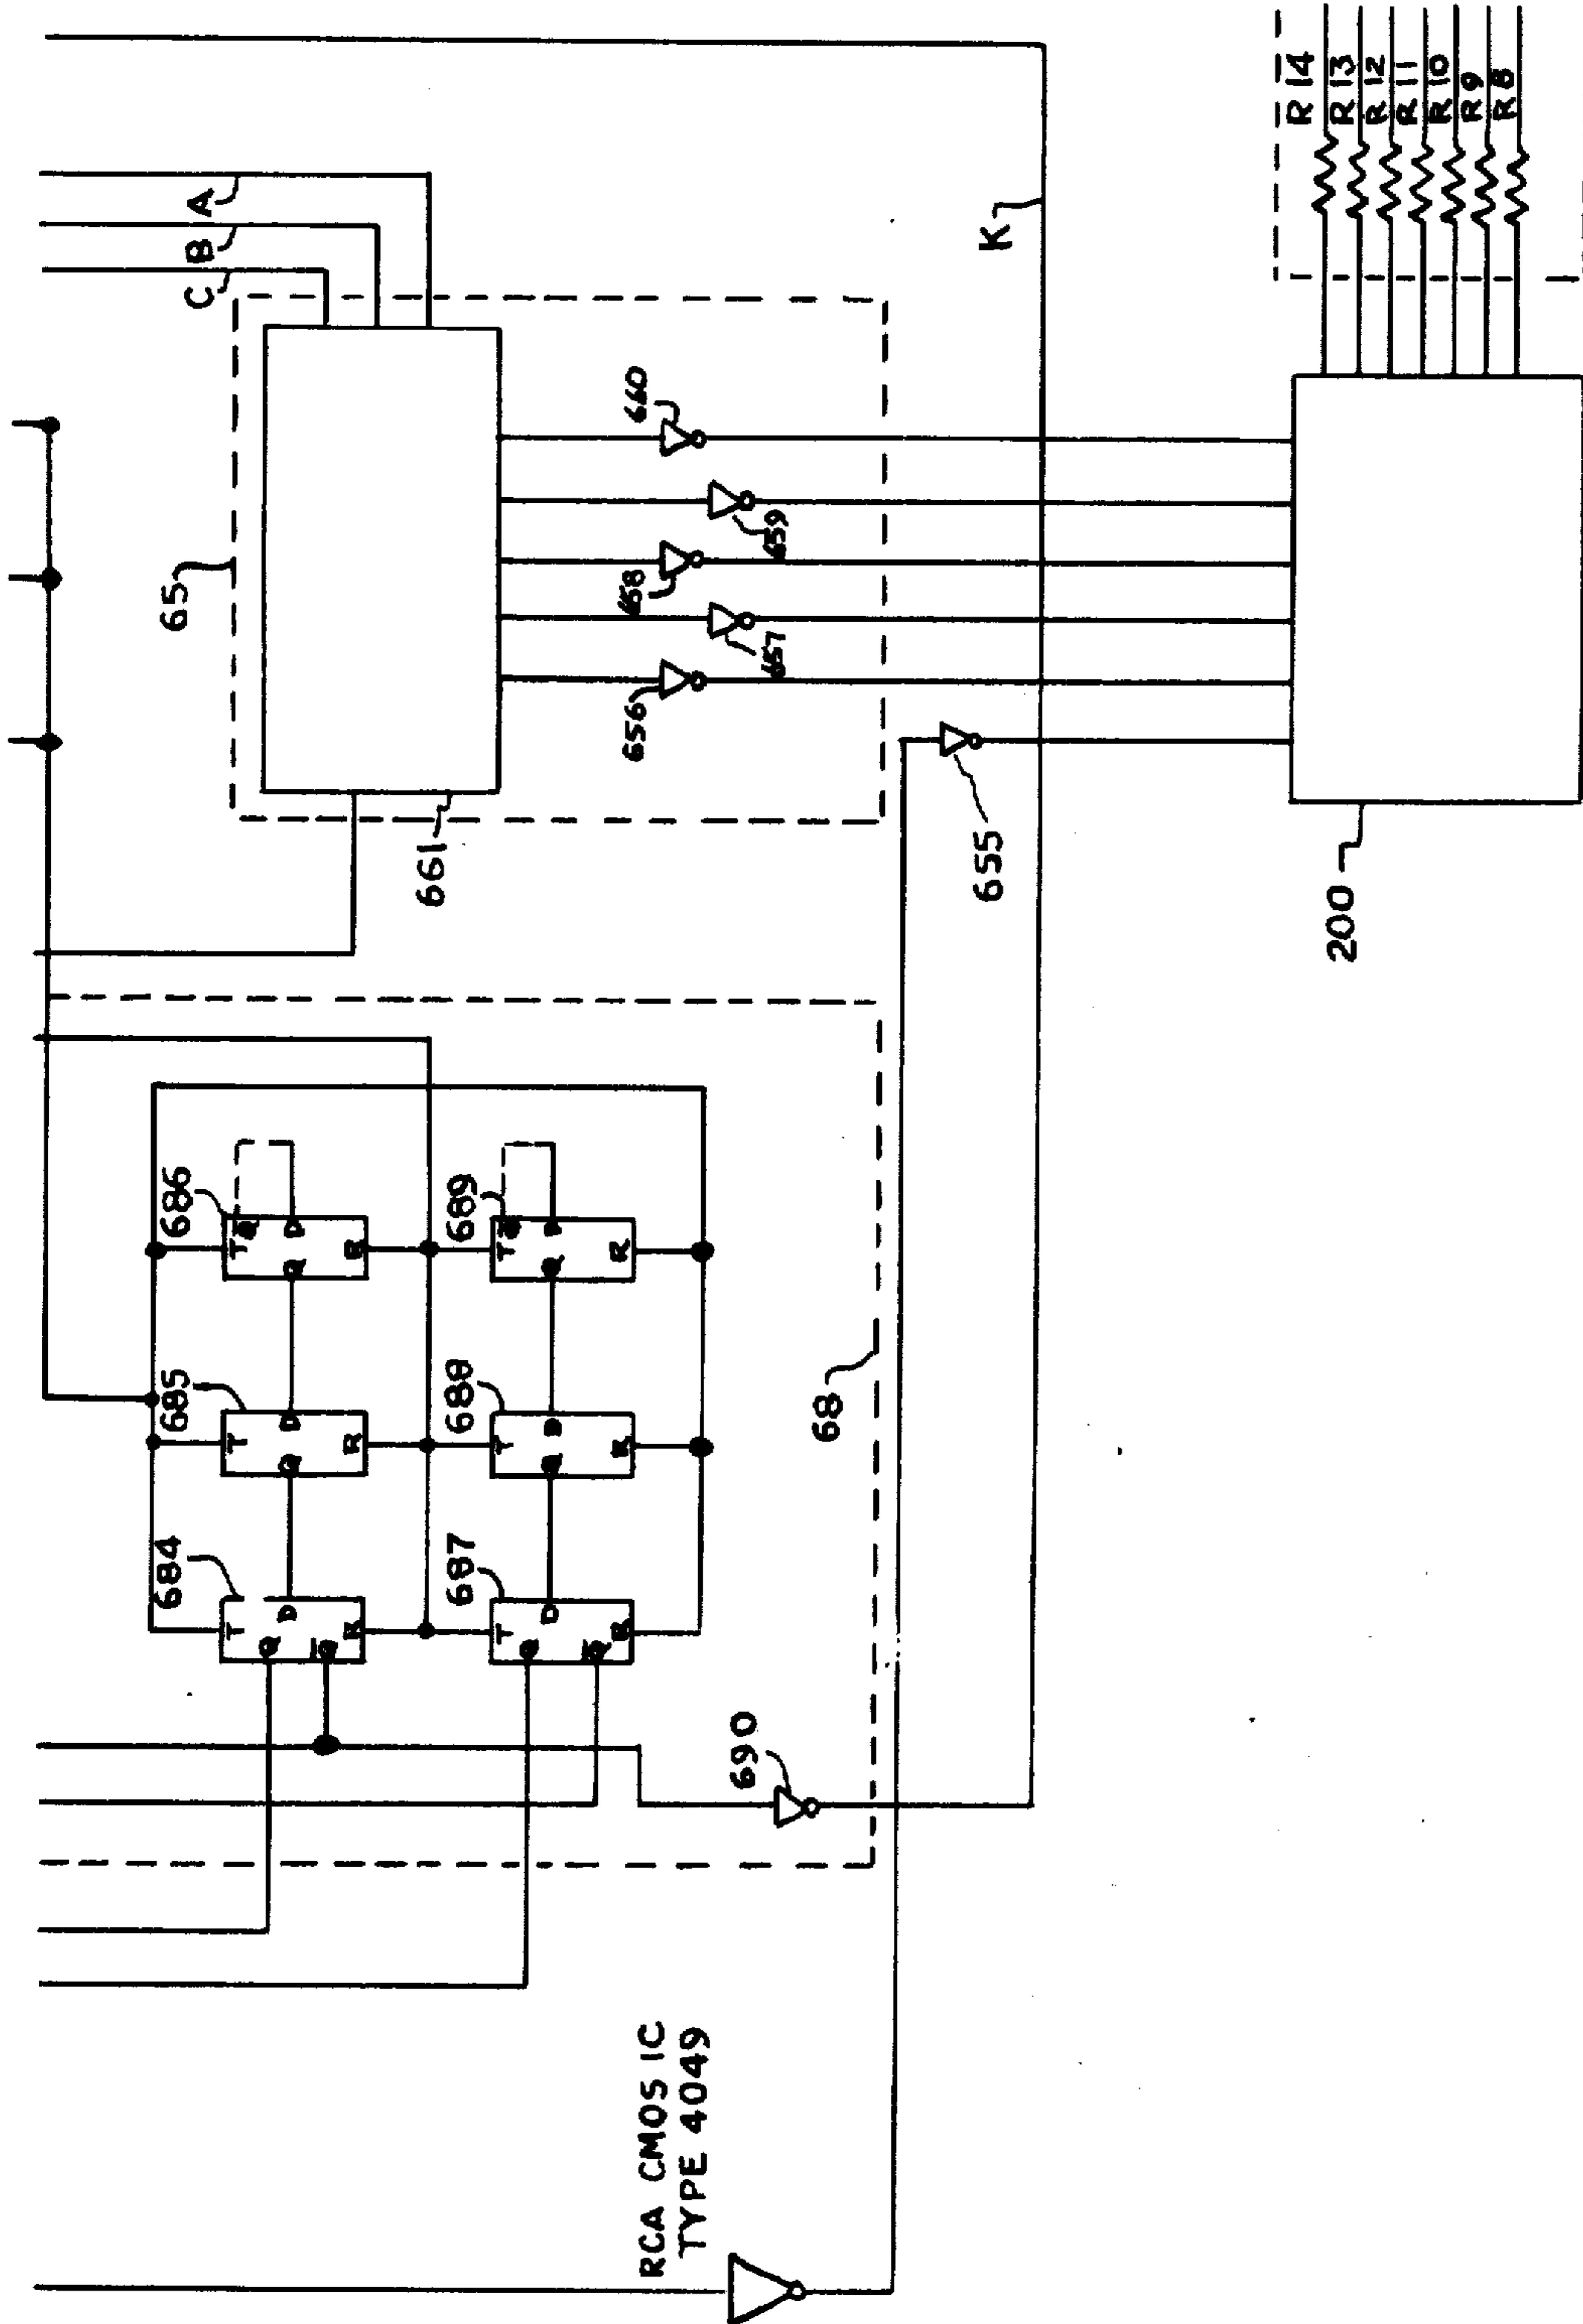 R14
R13
R12
R11
R10
R9
R8
A
B
C
K
65
660
659
658
657
656
661
655
200
686
T
Q
D
Q
R
689
T
Q
D
Q
R
685
T
D
Q
R
688
T
D
Q
R
684
T
D
Q
Q
R
687
T
D
Q
Q
R
68
690
RCA CMOS IC
TYPE 4049